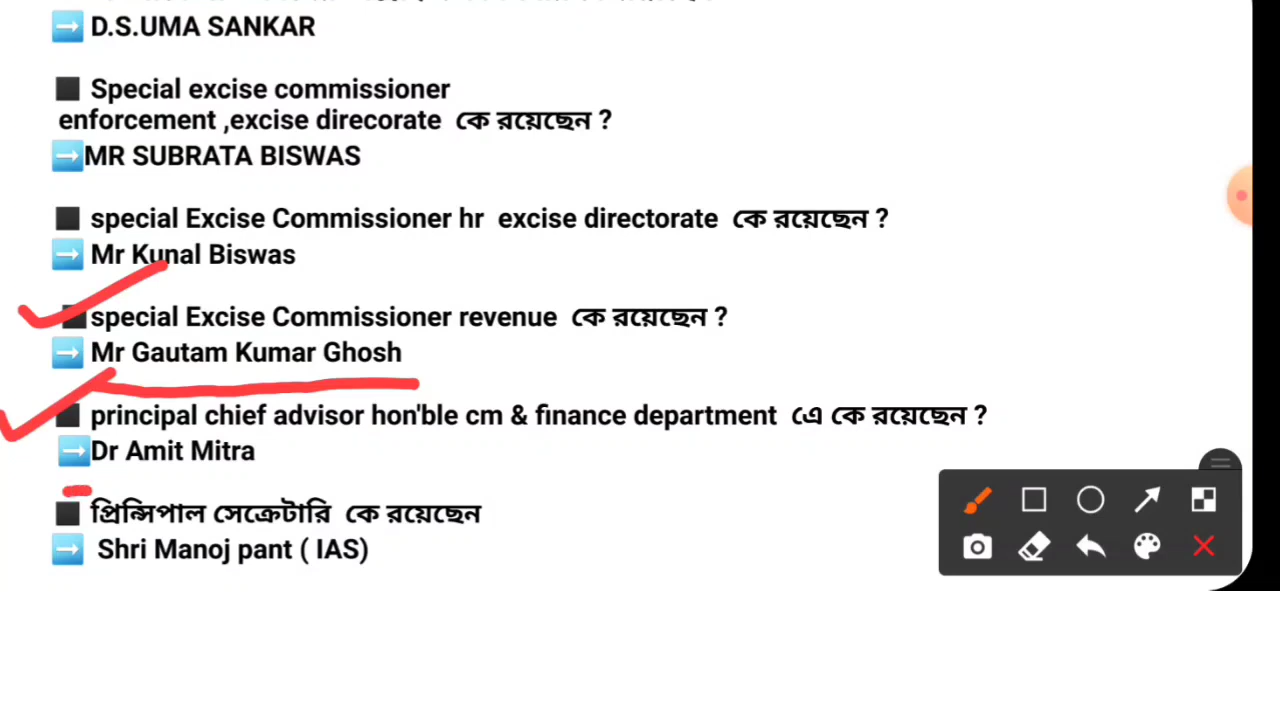 ➡️ D.S.UMA SANKAR
⬛ Special excise commissioner
enforcement ,excise direcorate কে রয়েছেন ?
➡️MR SUBRATA BISWAS
⬛ special Excise Commissioner hr excise directorate কে রয়েছেন ?
➡️ Mr Kunal Biswas
⬛special Excise Commissioner revenue কে রয়েছেন ?
➡️ Mr Gautam Kumar Ghosh
⬛ principal chief advisor hon'ble cm & finance department এে কে রয়েছেন ?
➡️Dr Amit Mitra
⬛ প্রিন্সিপাল সেক্রেটারি কে রয়েছেন
➡️ Shri Manoj pant ( IAS)